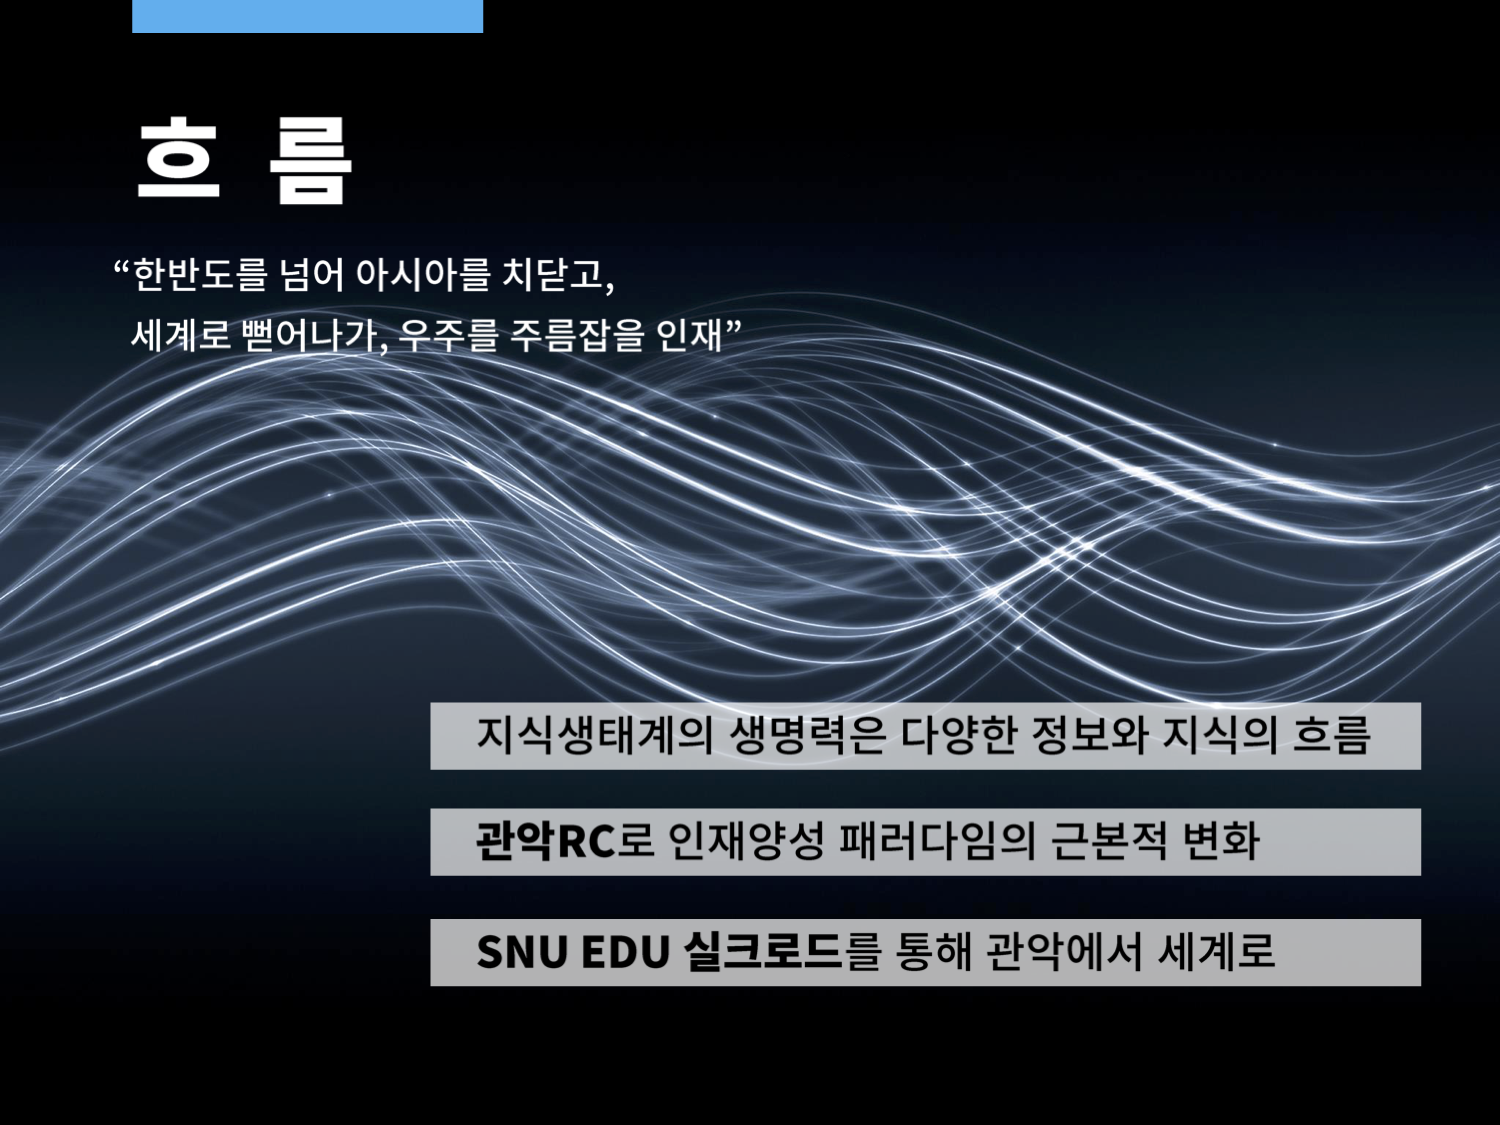 흐 름
“한반도를 넘어 아시아를 치닫고,
세계로 뻗어나가, 우주를 주름잡을 인재”
지식생태계의 생명력은 다양한 정보와 지식의 흐름
관악RC로 인재양성 패러다임의 근본적 변화
SNU EDU 실크로드를 통해 관악에서 세계로